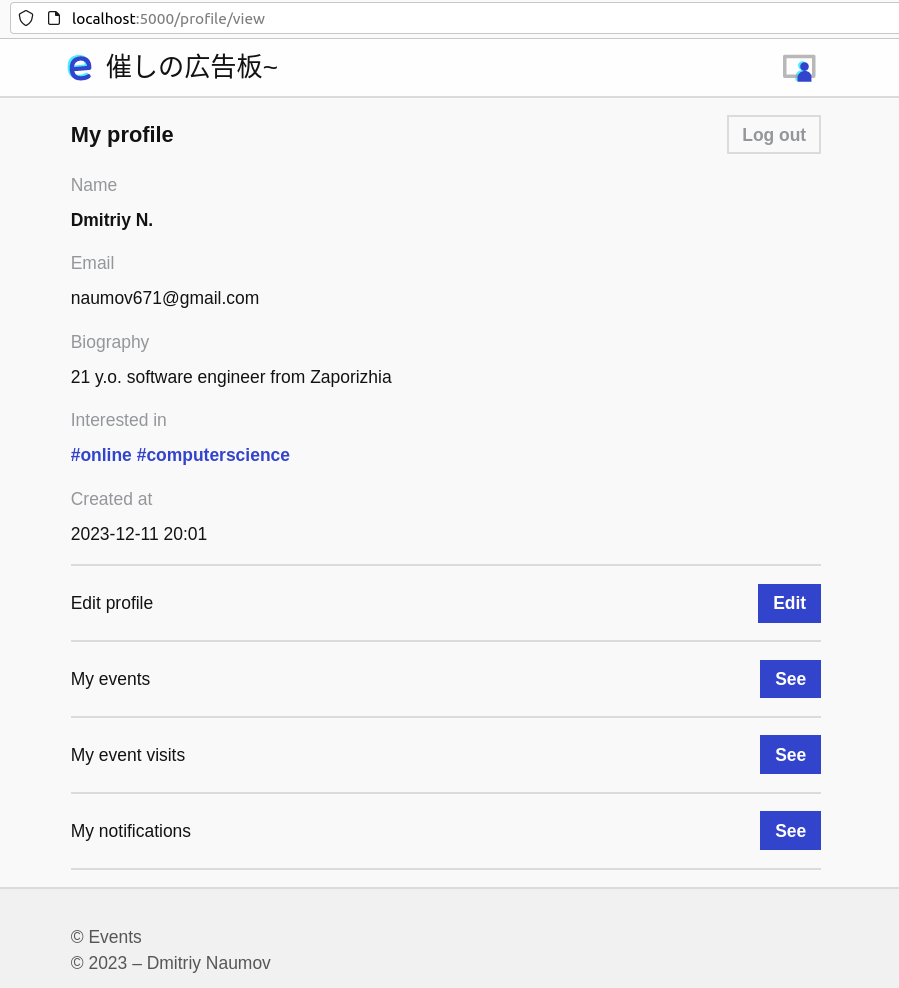 localhost:5000/profile/view
e 催しの広告板~
My profile
Log out
Name
Dmitriy N.
Email
naumov671@gmail.com
Biography
21 y.o. software engineer from Zaporizhia
Interested in
#online #computerscience
Created at
2023-12-11 20:01
Edit profile
Edit
My events
See
My event visits
See
My notifications
See
© Events
© 2023 – Dmitriy Naumov